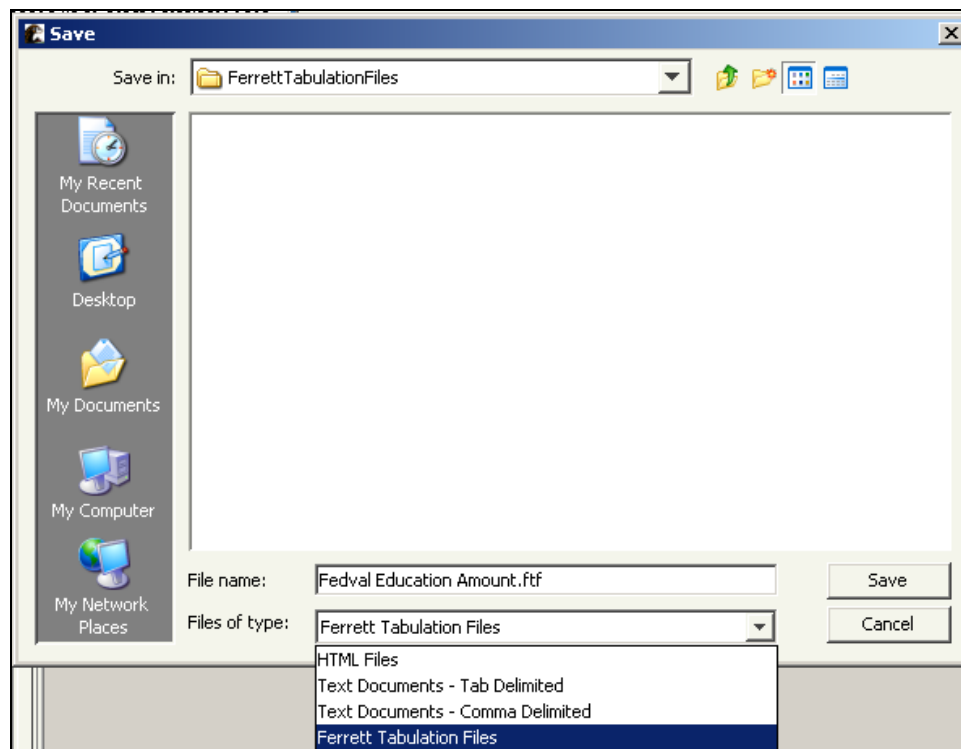 Save
Save in:
FerrettTabulationFiles
My Recent
Documents
Desktop
My Documents
My Computer
My Network
Places
File name:
Fedval Education Amount.ftf
Save
Files of type:
Ferrett Tabulation Files
Cancel
HTML Files
Text Documents - Tab Delimited
Text Documents - Comma Delimited
Ferrett Tabulation Files